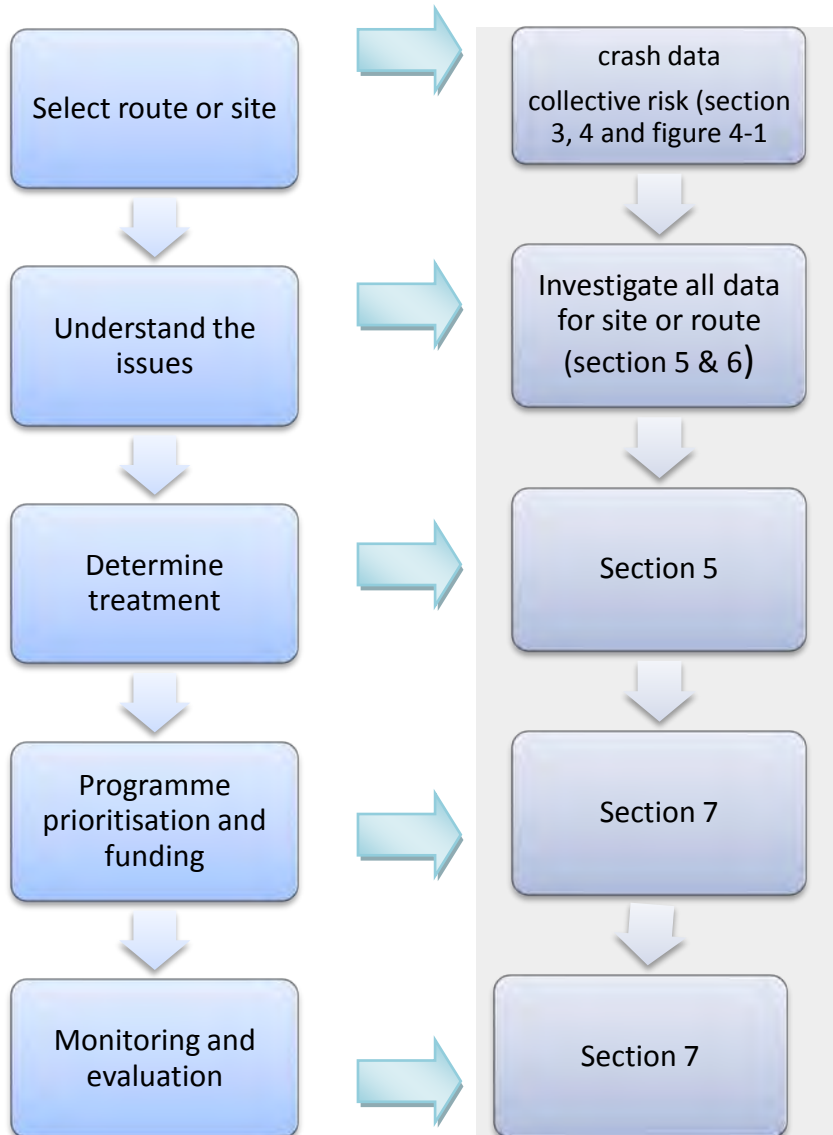 Select route or site
crash data
collective risk (section
3, 4 and figure 4-1
Understand the
issues
Investigate all data
for site or route
(section 5 & 6)
Determine
treatment
Section 5
Programme
prioritisation and
funding
Section 7
Monitoring and
evaluation
Section 7